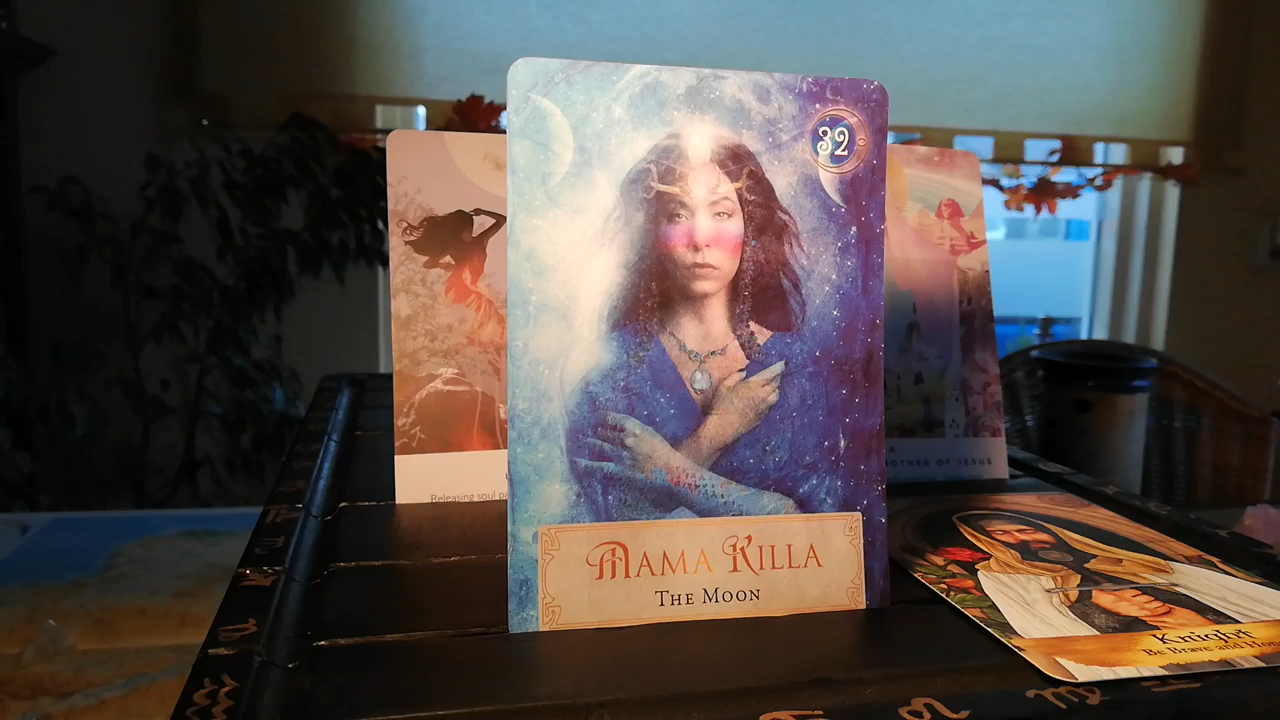 32
Mama Killa
The Moon
Releasing soul
MOTHER OF JESUS
Knight
Be Brave and